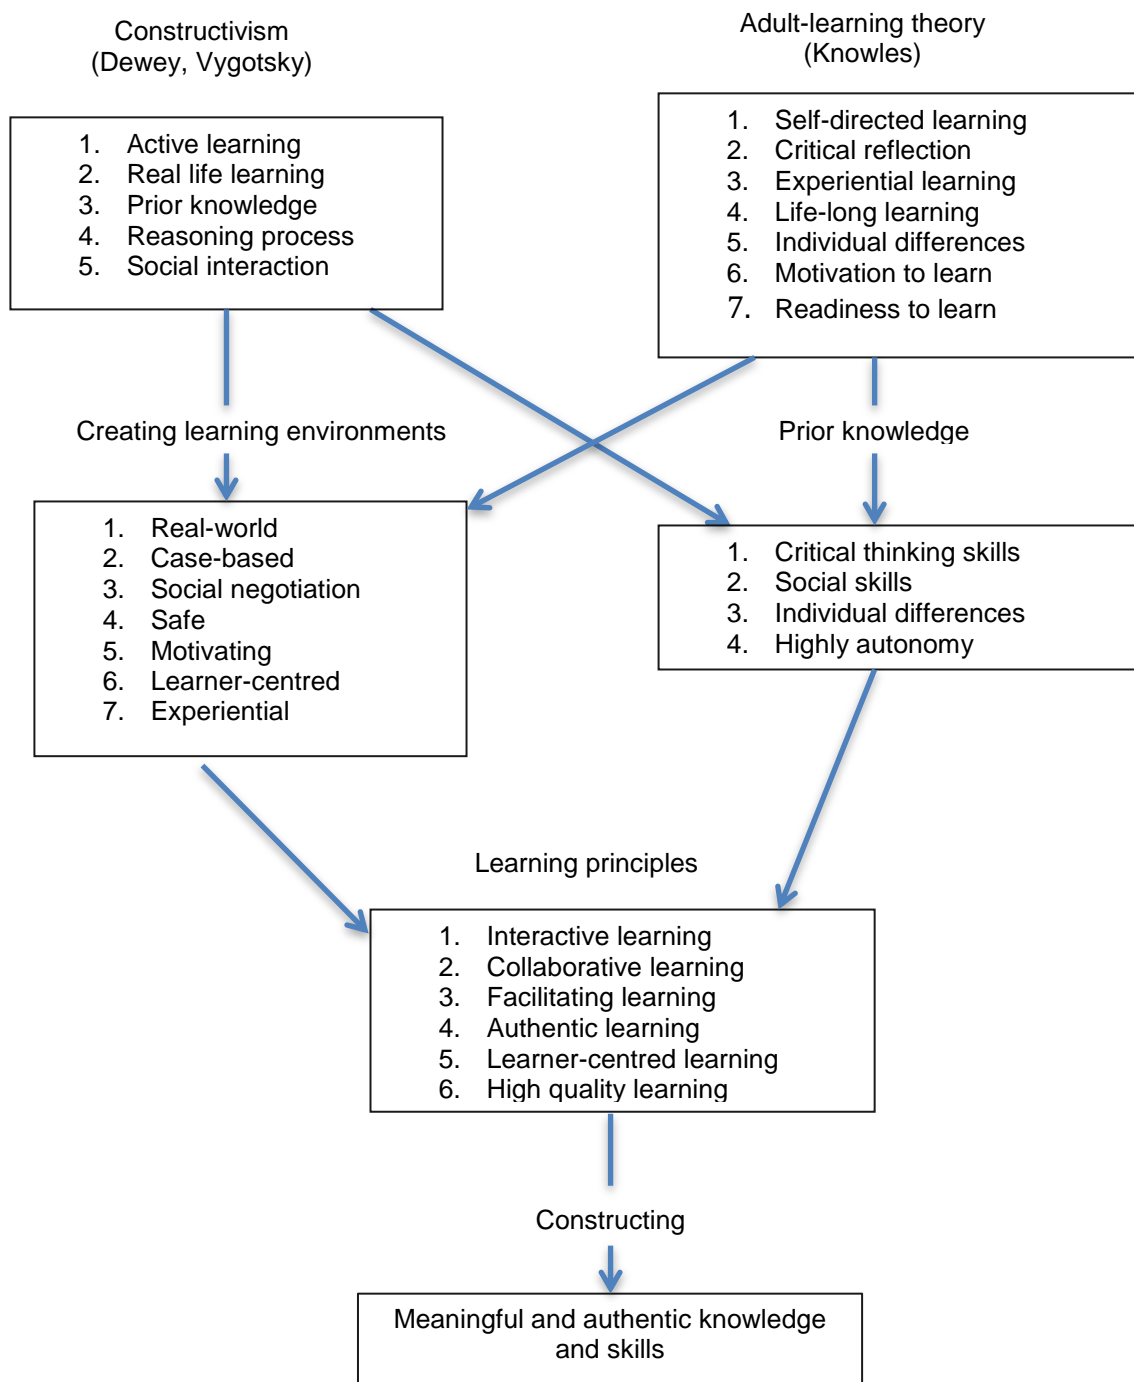 Constructivism
(Dewey, Vygotsky)
1. Active learning
2. Real life learning
3. Prior knowledge
4. Reasoning process
5. Social interaction
Adult-learning theory
(Knowles)
1. Self-directed learning
2. Critical reflection
3. Experiential learning
4. Life-long learning
5. Individual differences
6. Motivation to learn
7. Readiness to learn
Creating learning environments
Prior knowledge
1. Real-world
2. Case-based
3. Social negotiation
4. Safe
5. Motivating
6. Learner-centred
7. Experiential
1. Critical thinking skills
2. Social skills
3. Individual differences
4. Highly autonomy
Learning principles
1. Interactive learning
2. Collaborative learning
3. Facilitating learning
4. Authentic learning
5. Learner-centred learning
6. High quality learning
Constructing
Meaningful and authentic knowledge
and skills